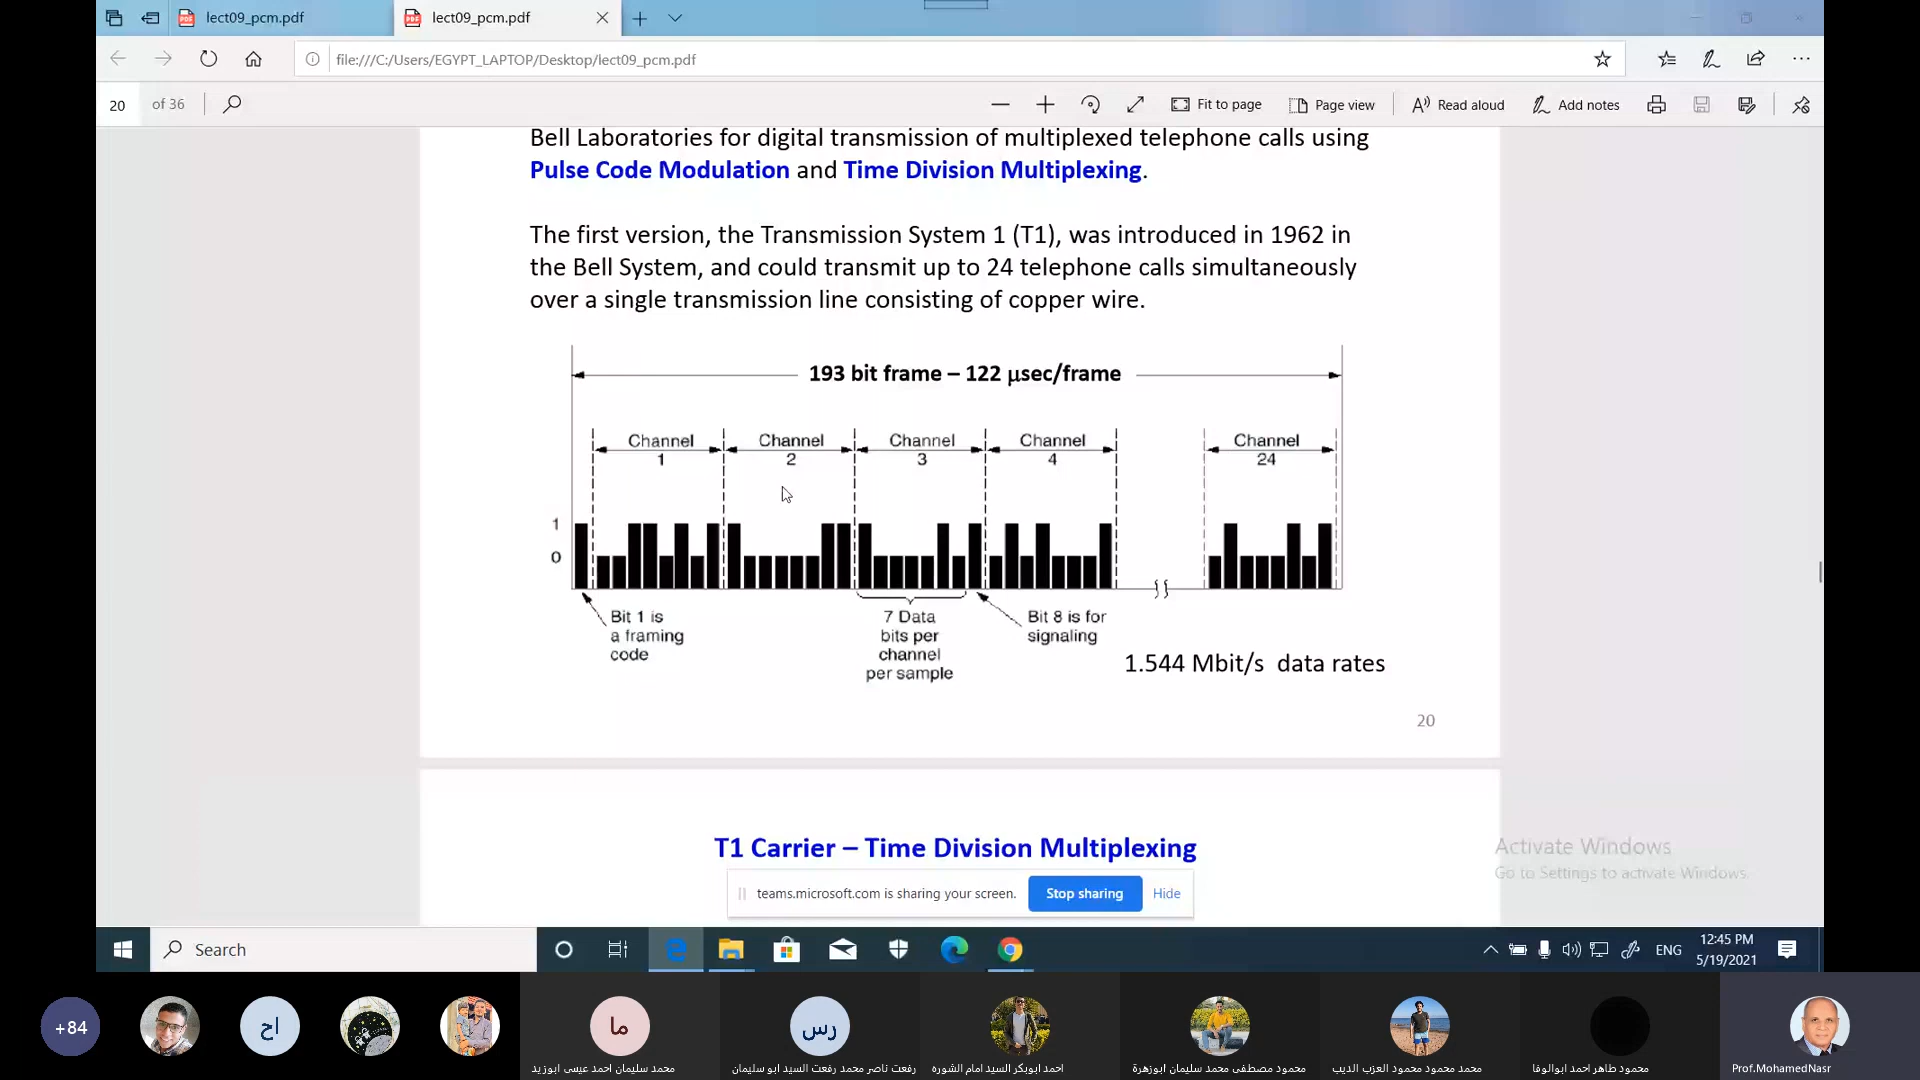 lect09_pcm.pdf
lect09_pcm.pdf
file:///C:/Users/EGYPT_LAPTOP/Desktop/lect09_pcm.pdf
20 of 36
Fit to page
Page view
Read aloud
Add notes
Bell Laboratories for digital transmission of multiplexed telephone calls using
Pulse Code Modulation and Time Division Multiplexing.
The first version, the Transmission System 1 (T1), was introduced in 1962 in
the Bell System, and could transmit up to 24 telephone calls simultaneously
over a single transmission line consisting of copper wire.
193 bit frame – 122 μsec/frame
Channel
1
Channel
2
Channel
3
Channel
4
Channel
24
1
0
Bit 1 is
a framing
code
7 Data
bits per
channel
per sample
Bit 8 is for
signaling
1.544 Mbit/s data rates
20
T1 Carrier – Time Division Multiplexing
Activate Windows
Go to Settings to activate Windows.
teams.microsoft.com is sharing your screen.
Stop sharing
Hide
Search
ENG
12:45 PM
5/19/2021
+84
اح
ما
رس
محمد سليمان احمد عيسى ابوزيد
رفعت ناصر محمد رفعت السيد ابو سليمان
احمد ابوبكر السيد امام الشوره
محمود مصطفى محمد سليمان ابوزهرة
محمد محمود محمود العزب الديب
محمود طاهر احمد ابوالوفا
Prof.MohamedNasr